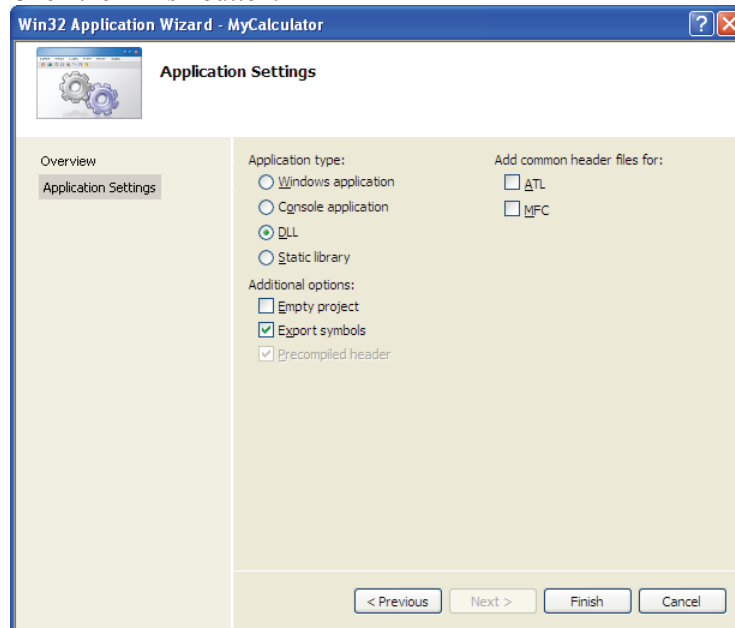 Win32 Application Wizard - MyCalculator
Application Settings
Overview
Application Settings
Application type:
Windows application
Console application
DLL
Static library
Additional options:
Empty project
Export symbols
Precompiled header
Add common header files for:
ATL
MFC
< Previous
Next >
Finish
Cancel